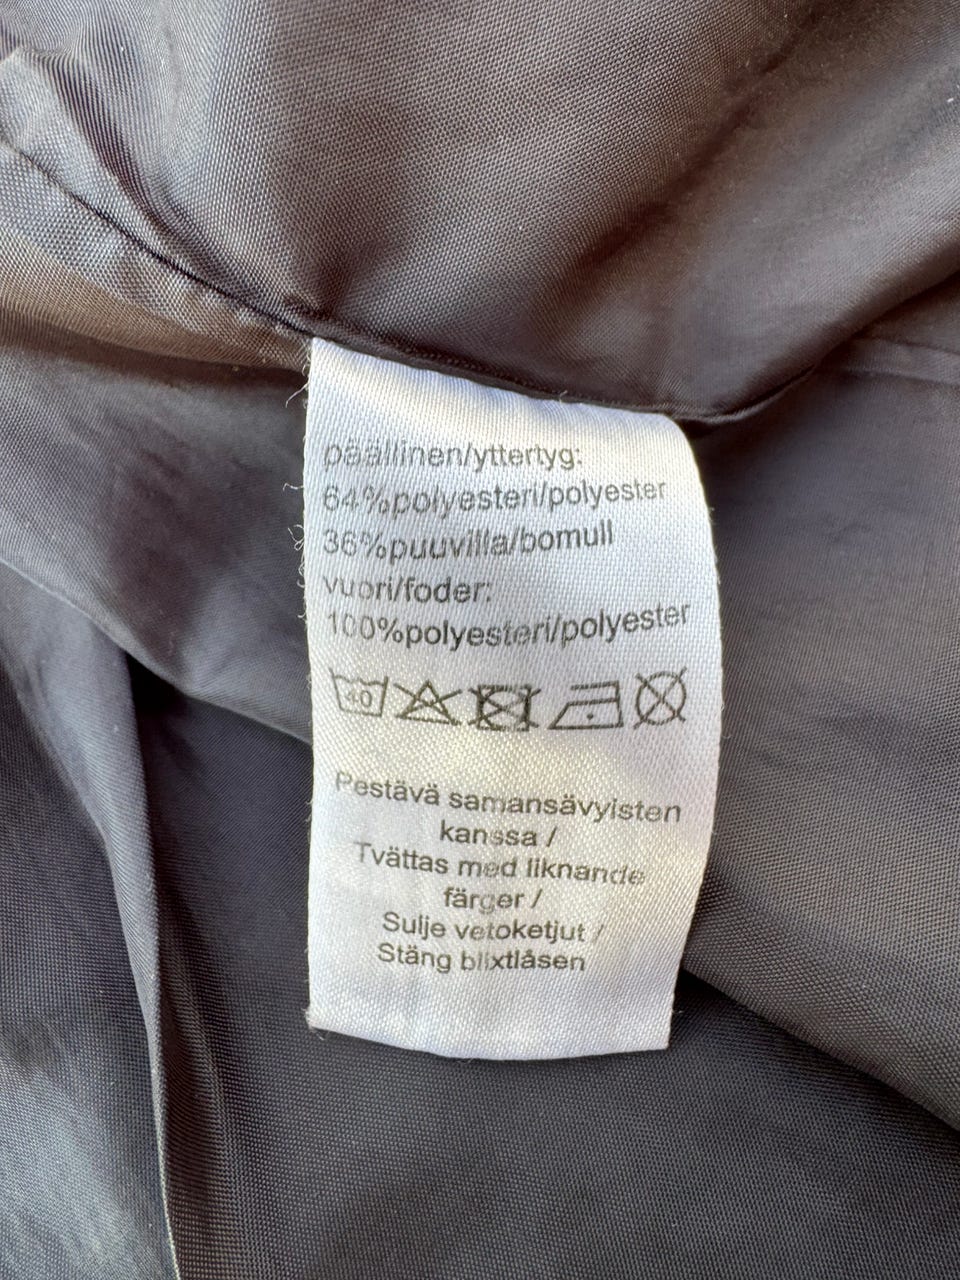 päällinen/yttertyg:
64%polyesteri/polyester
36%puuvilla/bomull
vuori/foder:
100%polyesteri/polyester
40
Pestävä samansävyisten
kanssa /
Tvättas med liknande
färger /
Sulje vetoketjut /
Stäng blixtlåsen